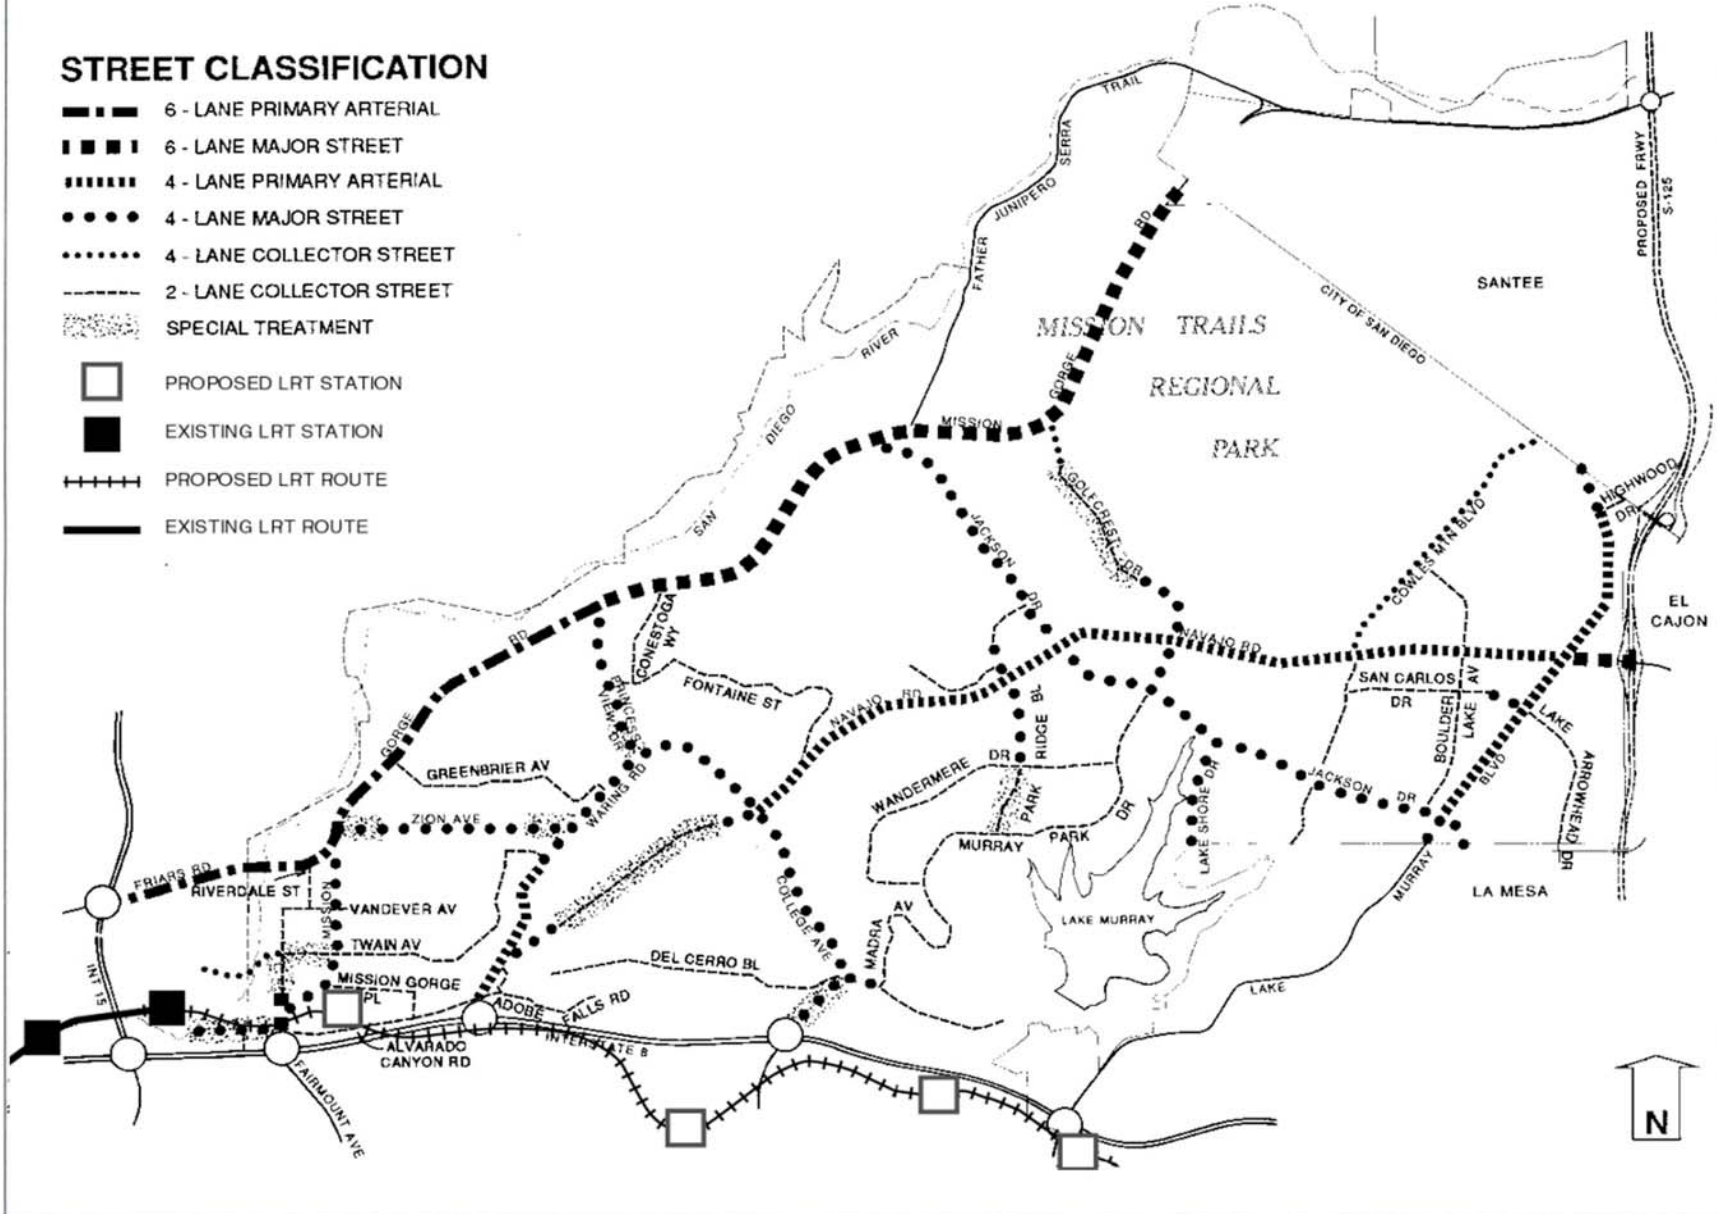 STREET CLASSIFICATION
6 - LANE PRIMARY ARTERIAL
6 - LANE MAJOR STREET
4 - LANE PRIMARY ARTERIAL
4 - LANE MAJOR STREET
4 - LANE COLLECTOR STREET
2 - LANE COLLECTOR STREET
SPECIAL TREATMENT
PROPOSED LRT STATION
EXISTING LRT STATION
PROPOSED LRT ROUTE
EXISTING LRT ROUTE
FATHER JUNIPERO SERRA TRAIL
PROPOSED FRWY
S-125
SANTEE
CITY OF SAN DIEGO
MISSION TRAILS
REGIONAL
PARK
SAN DIEGO RIVER
MISSION GORGE RD
GOLFCREST DR
JACKSON DR
COWLES MTN BLVD
HIGHWOOD
DR
EL
CAJON
NAVAJO RD
SAN CARLOS
DR
BOULDER
LAKE AV
LAKE
ARROWHEAD DR
BLVD
GORGE RD
CONESTOGA
WY
FONTAINE ST
PRINCESS
VIEW DR
NAVAJO RD
RIDGE BL
PARK
WANDERMERE DR
GREENBRIER AV
WARING RD
ZION AVE
JACKSON DR
LAKE SHORE DR
MURRAY PARK DR
FRIARS RD
RIVERDALE ST
MISSION
VANDEVER AV
TWAIN AV
MISSION GORGE
PL
COLLEGE AVE
MADRA
AV
LAKE MURRAY
MURRAY
LA MESA
DEL CERRO BL
LAKE
INT 15
ADOBE FALLS RD
INTERSTATE 8
ALVARADO
CANYON RD
FAIRMOUNT AVE
N